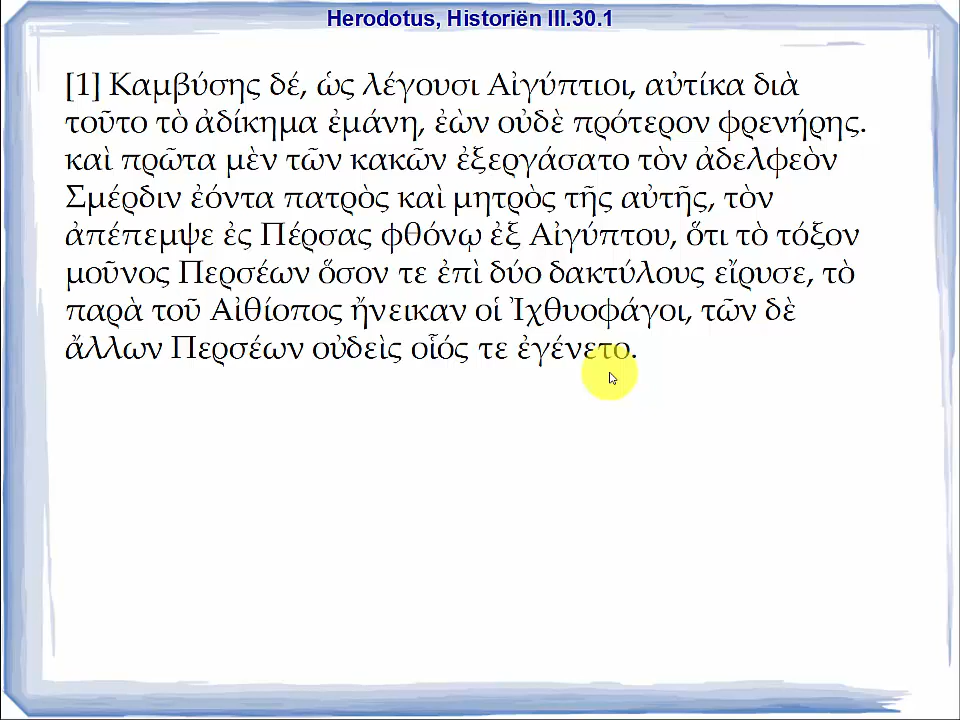 Herodotus, Historiën III.30.1
[1] Καμβύσης δέ, ὡς λέγουσι Αἰγύπτιοι, αὐτίκα διὰ
τοῦτο τὸ ἀδίκημα ἐμάνη, ἐὼν οὐδὲ πρότερον φρενήρης.
καὶ πρῶτα μὲν τῶν κακῶν ἐξεργάσατο τὸν ἀδελφεὸν
Σμέρδιν ἐόντα πατρὸς καὶ μητρὸς τῆς αὐτῆς, τὸν
ἀπέπεμψε ἐς Πέρσας φθόνῳ ἐξ Αἰγύπτου, ὅτι τὸ τόξον
μοῦνος Περσέων ὅσον τε ἐπὶ δύο δακτύλους εἴρυσε, τὸ
παρὰ τοῦ Αἰθίοπος ἤνεικαν οἱ Ἰχθυοφάγοι, τῶν δὲ
ἄλλων Περσέων οὐδεὶς οἷός τε ἐγένετο.